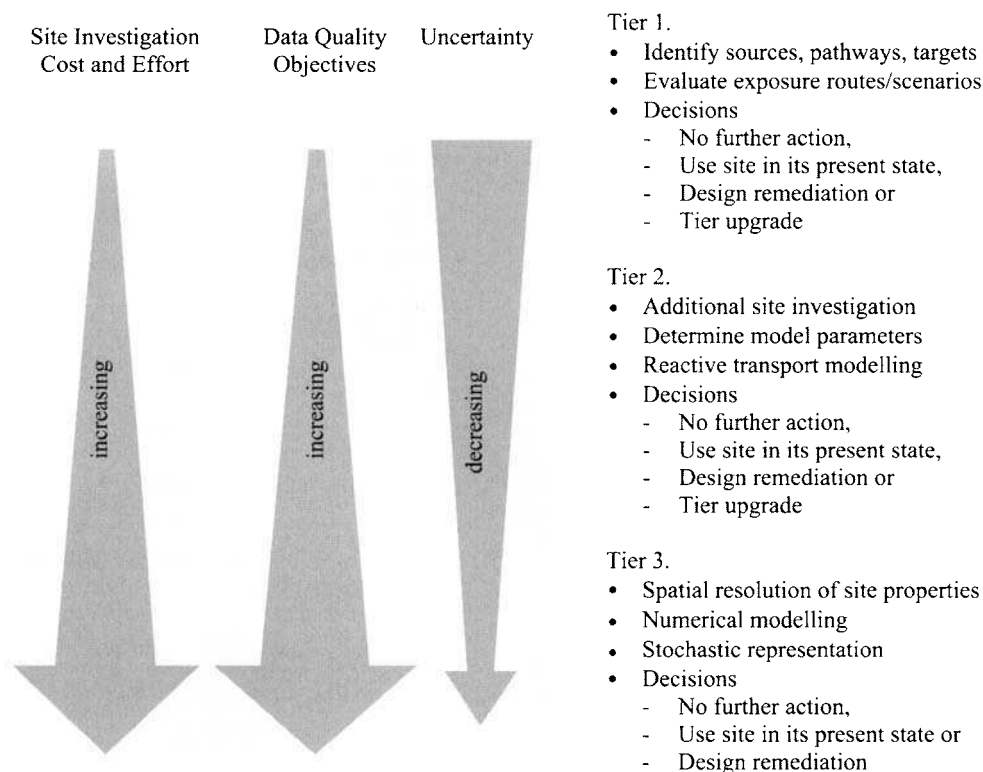 Site Investigation
Cost and Effort
Data Quality
Objectives
Uncertainty
increasing
increasing
decreasing
Tier 1.
• Identify sources, pathways, targets
• Evaluate exposure routes/scenarios
• Decisions
- No further action,
- Use site in its present state,
- Design remediation or
- Tier upgrade
Tier 2.
• Additional site investigation
• Determine model parameters
• Reactive transport modelling
• Decisions
- No further action,
- Use site in its present state,
- Design remediation or
- Tier upgrade
Tier 3.
• Spatial resolution of site properties
• Numerical modelling
• Stochastic representation
• Decisions
- No further action,
- Use site in its present state or
- Design remediation